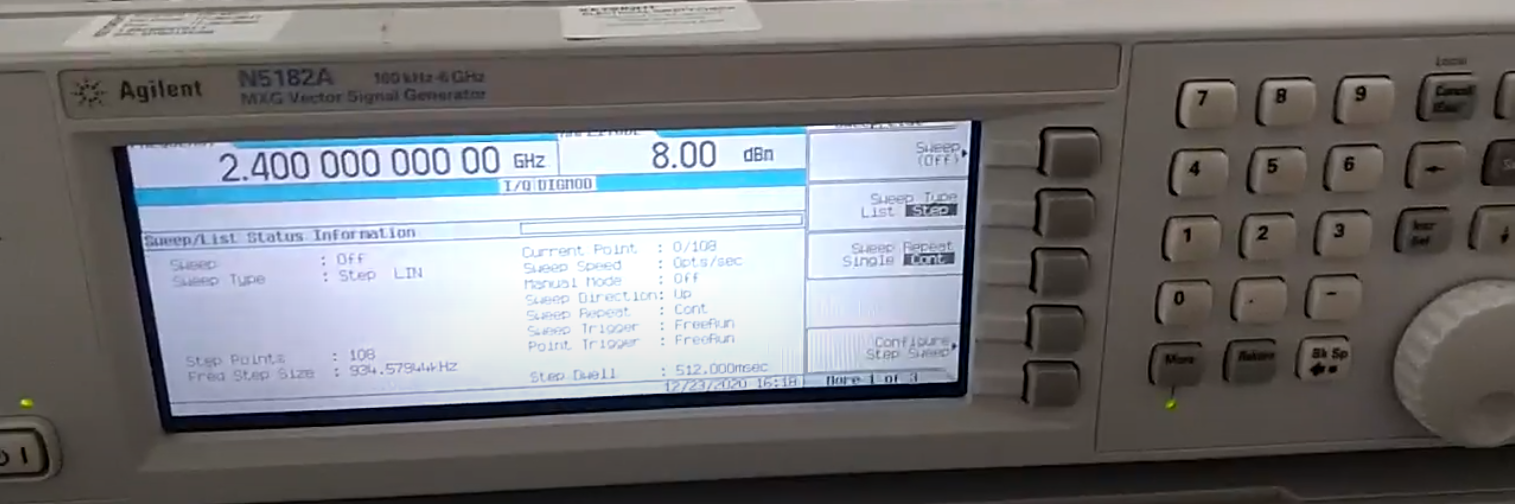 Agilent N5182A 100 kHz-6 GHz
MXG Vector Signal Generator
FREQUENCY AMPLITUDE
2.400 000 000 00 GHz 8.00 dBm
I/Q DIGMOD
Sweep/List Status Information
Sweep : Off
Sweep Type : Step LIN
Step Points : 108
Freq Step Size : 934.57944kHz
Current Point : 0/108
Sweep Speed : 0pts/sec
Manual Mode : Off
Sweep Direction: Up
Sweep Repeat : Cont
Sweep Trigger : FreeRun
Point Trigger : FreeRun
Step Dwell : 512.000msec
12/23/2020 16:18
Sweep/List
Sweep
(Off)
Sweep Type
List Step
Sweep Repeat
Single Cont
Configure
Step Sweep
More 1 of 3
Local
7 8 9 Cancel
(Esc)
4 5 6
1 2 3 Incr
Set
0 . -
More Return Bk Sp